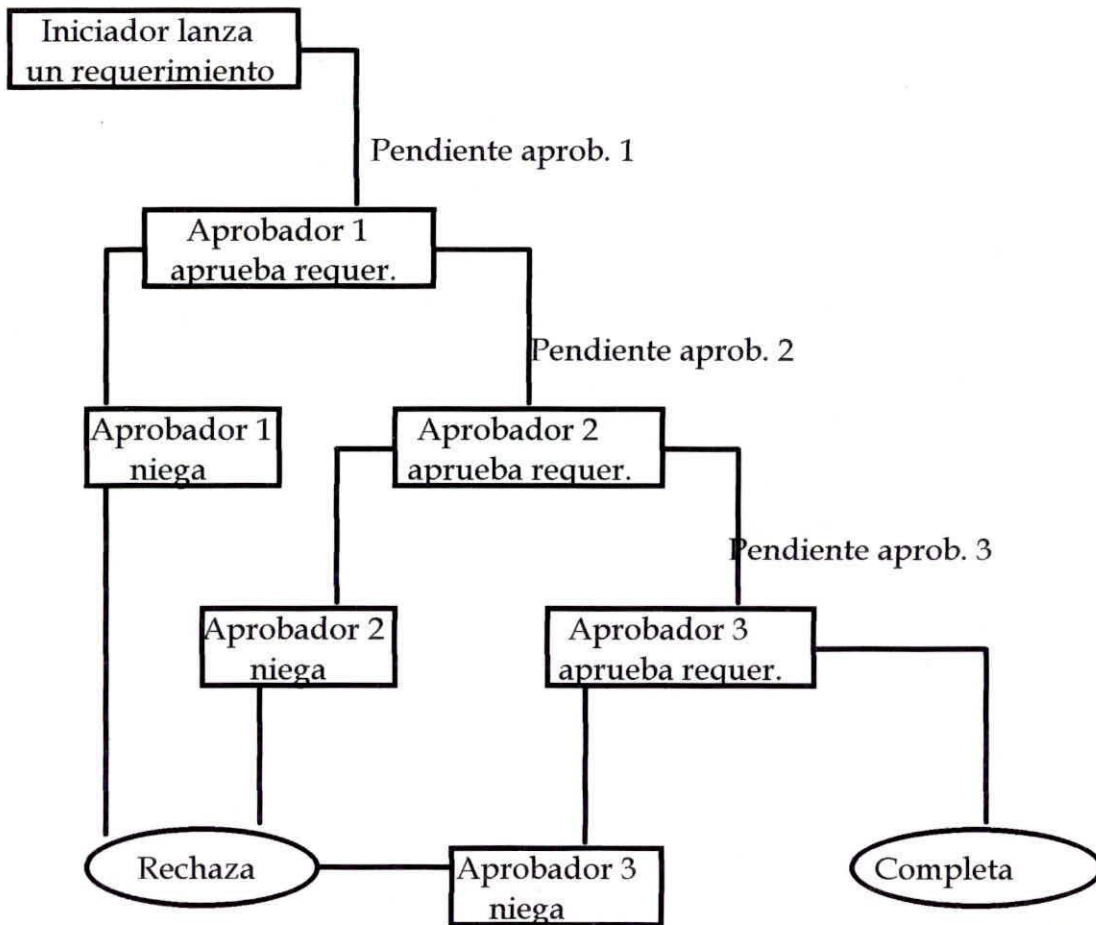 Iniciador lanza
un requerimiento
Pendiente aprob. 1
Aprobador 1
aprueba requer.
Pendiente aprob. 2
Aprobador 1
niega
Aprobador 2
aprueba requer.
Pendiente aprob. 3
Aprobador 2
niega
Aprobador 3
aprueba requer.
Rechaza
Aprobador 3
niega
Completa